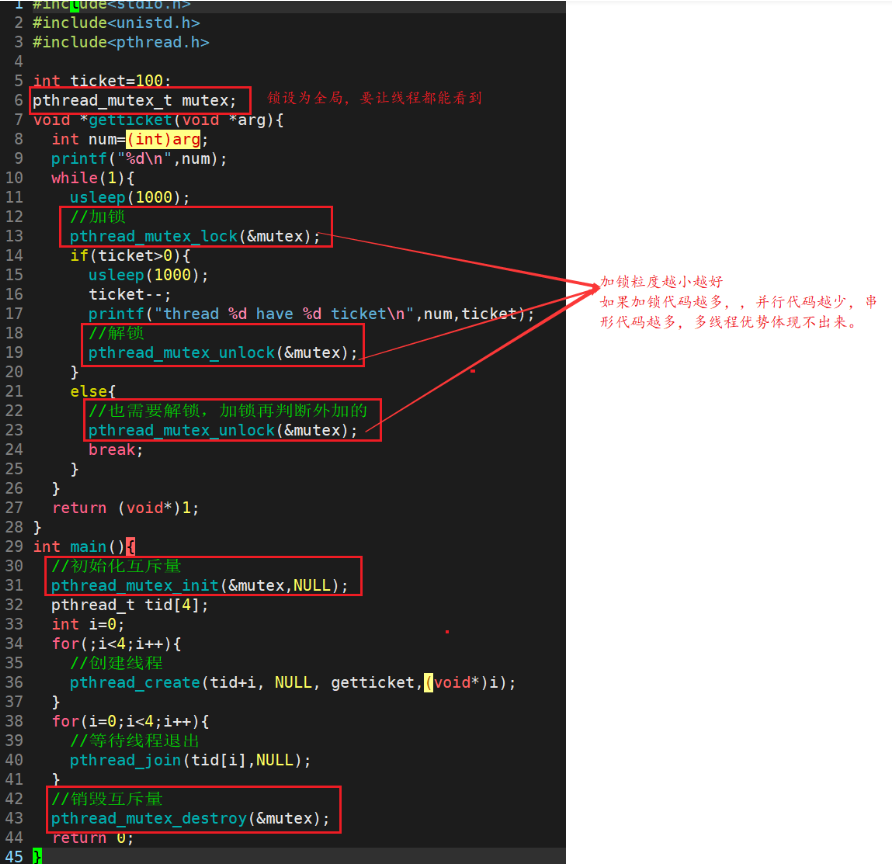 1 #include<stdio.h>
2 #include<unistd.h>
3 #include<pthread.h>
4
5 int ticket=100;
6 pthread_mutex_t mutex; 锁设为全局，要让线程都能看到
7 void *getticket(void *arg){
8 int num=(int)arg;
9 printf("%d\n",num);
10 while(1){
11 usleep(1000);
12 //加锁
13 pthread_mutex_lock(&mutex);
14 if(ticket>0){
15 usleep(1000);
16 ticket--;
17 printf("thread %d have %d ticket\n",num,ticket);
18 //解锁
19 pthread_mutex_unlock(&mutex);
20 }
21 else{
22 //也需要解锁，加锁再判断外加的
23 pthread_mutex_unlock(&mutex);
24 break;
25 }
26 }
27 return (void*)1;
28 }
29 int main(){
30 //初始化互斥量
31 pthread_mutex_init(&mutex,NULL);
32 pthread_t tid[4];
33 int i=0;
34 for(;i<4;i++){
35 //创建线程
36 pthread_create(tid+i, NULL, getticket,(void*)i);
37 }
38 for(i=0;i<4;i++){
39 //等待线程退出
40 pthread_join(tid[i],NULL);
41 }
42 //销毁互斥量
43 pthread_mutex_destroy(&mutex);
44 return 0;
45 }
加锁粒度越小越好
如果加锁代码越多，，并行代码越少，串
形代码越多，多线程优势体现不出来。